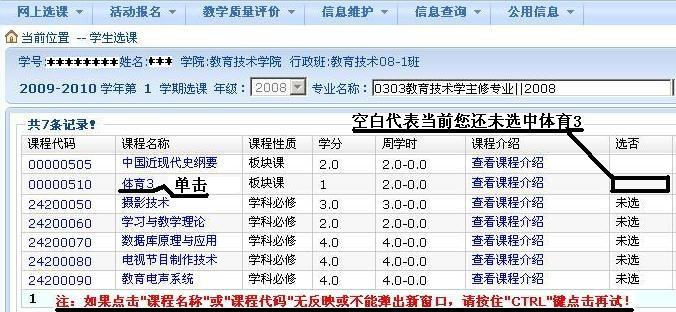 网上选课 活动报名 教学质量评价 信息维护 信息查询 公用信息
当前位置 -- 学生选课
学号:******** 姓名:*** 学院:教育技术学院 行政班:教育技术08-1班
2009-2010 学年第 1 学期选课 年级: 2008 专业名称: 0303教育技术学主修专业||2008
空白代表当前您还未选中体育3
共7条记录!
课程代码 课程名称 课程性质 学分 周学时 课程介绍 选否
00000505 中国近现代史纲要 板块课 2.0 2.0-0.0 查看课程介绍
00000510 体育3 单击 板块课 1 2.0-0.0 查看课程介绍
24200050 摄影技术 学科必修 3.0 3.0-0.0 查看课程介绍 未选
24200060 学习与教学理论 学科必修 2.0 2.0-0.0 查看课程介绍 未选
24200070 数据库原理与应用 学科必修 4.0 4.0-0.0 查看课程介绍 未选
24200080 电视节目制作技术 学科必修 4.0 4.0-0.0 查看课程介绍 未选
24200090 教育电声系统 学科必修 4.0 4.0-0.0 查看课程介绍 未选
1 注：如果点击"课程名称"或"课程代码"无反映或不能弹出新窗口，请按住"CTRL"键点击再试!